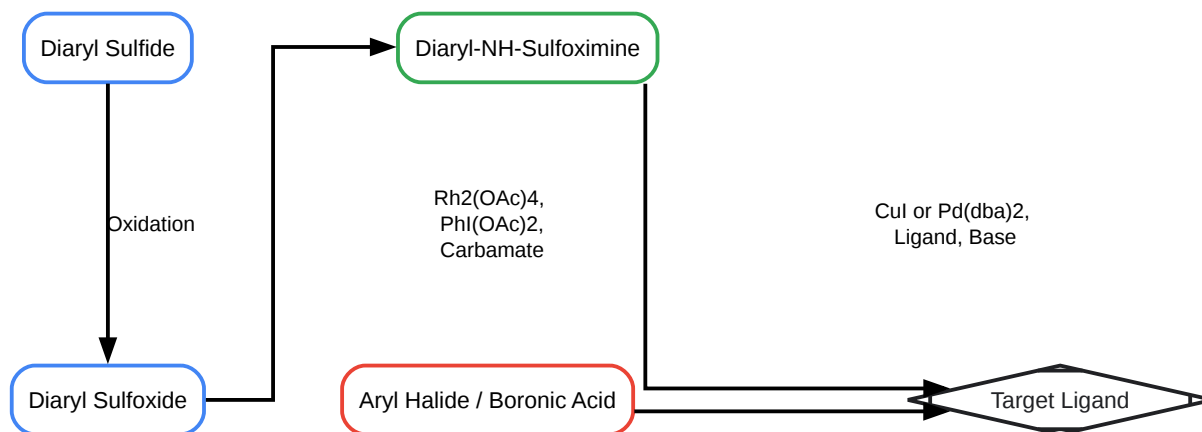 Diaryl Sulfide
Diaryl-NH-Sulfoximine
Oxidation
Rh2(OAc)4,
PhI(OAc)2,
Carbamate
CuI or Pd(dba)2,
Ligand, Base
Diaryl Sulfoxide
Aryl Halide / Boronic Acid
Target Ligand